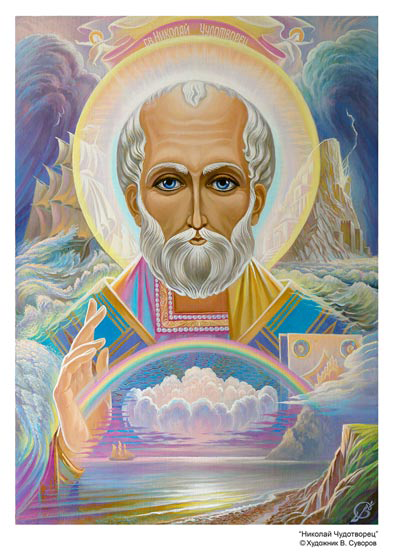 СВ. НИКОЛАЙ ЧУДОТВОРЕЦ
"Николай Чудотворец"
©Художник В. Суворов